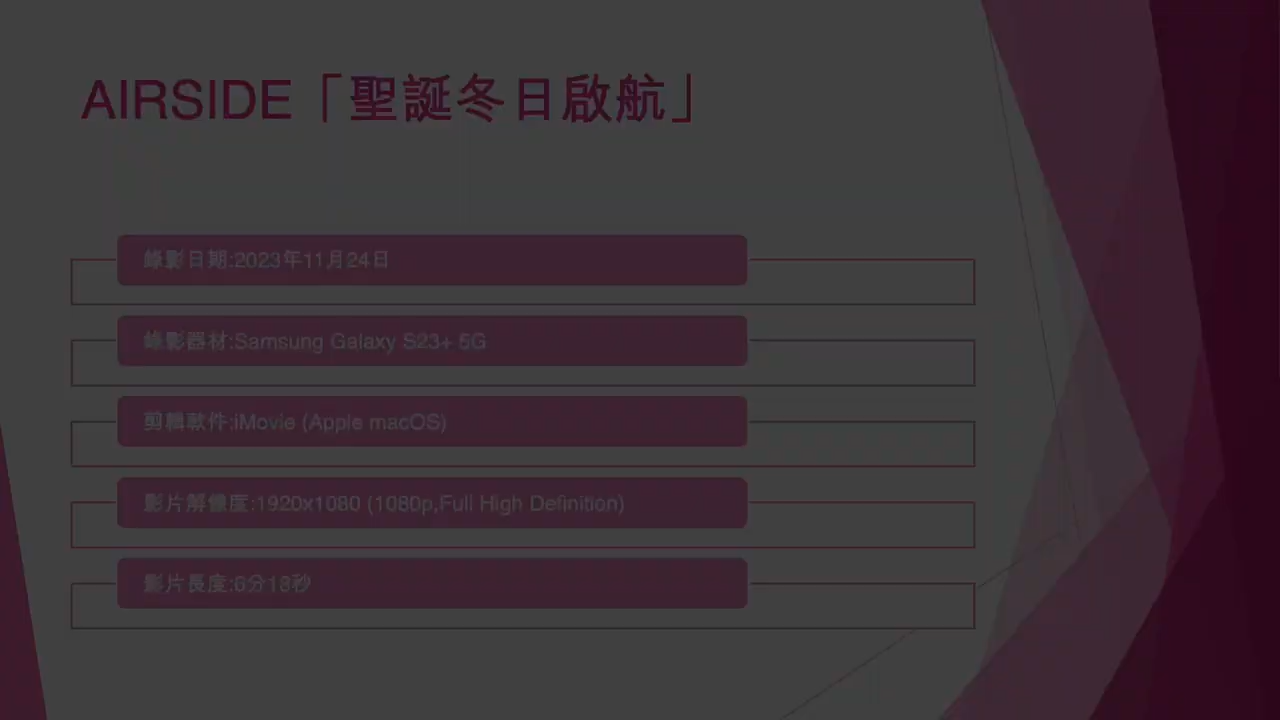 AIRSIDE「聖誕冬日啟航」
錄影日期:2023年11月24日
錄影器材:Samsung Galaxy S23+ 5G
剪輯軟件:iMovie (Apple macOS)
影片解像度:1920x1080 (1080p,Full High Definition)
影片長度:6分18秒